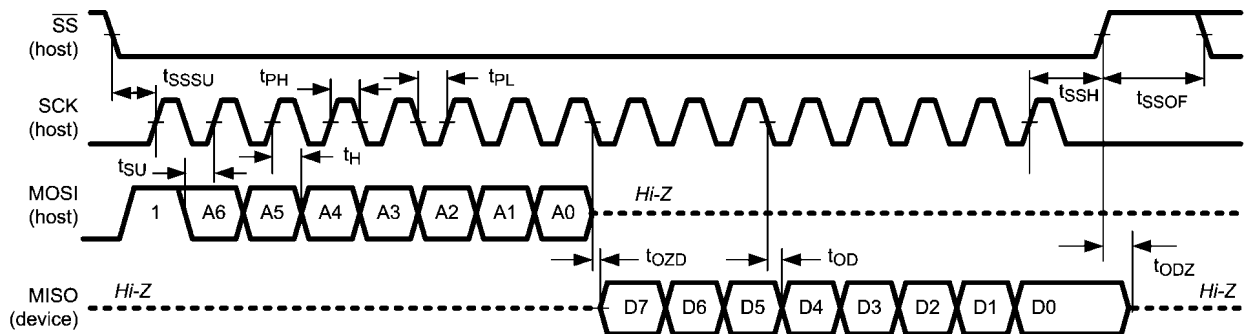 SS
(host)
tSSSU tPH tPL tSSH tSSOF
SCK
(host)
tSU tH
MOSI
(host)
1 A6 A5 A4 A3 A2 A1 A0 Hi-Z
tOZD tOD tODZ
MISO
(device)
Hi-Z D7 D6 D5 D4 D3 D2 D1 D0 Hi-Z